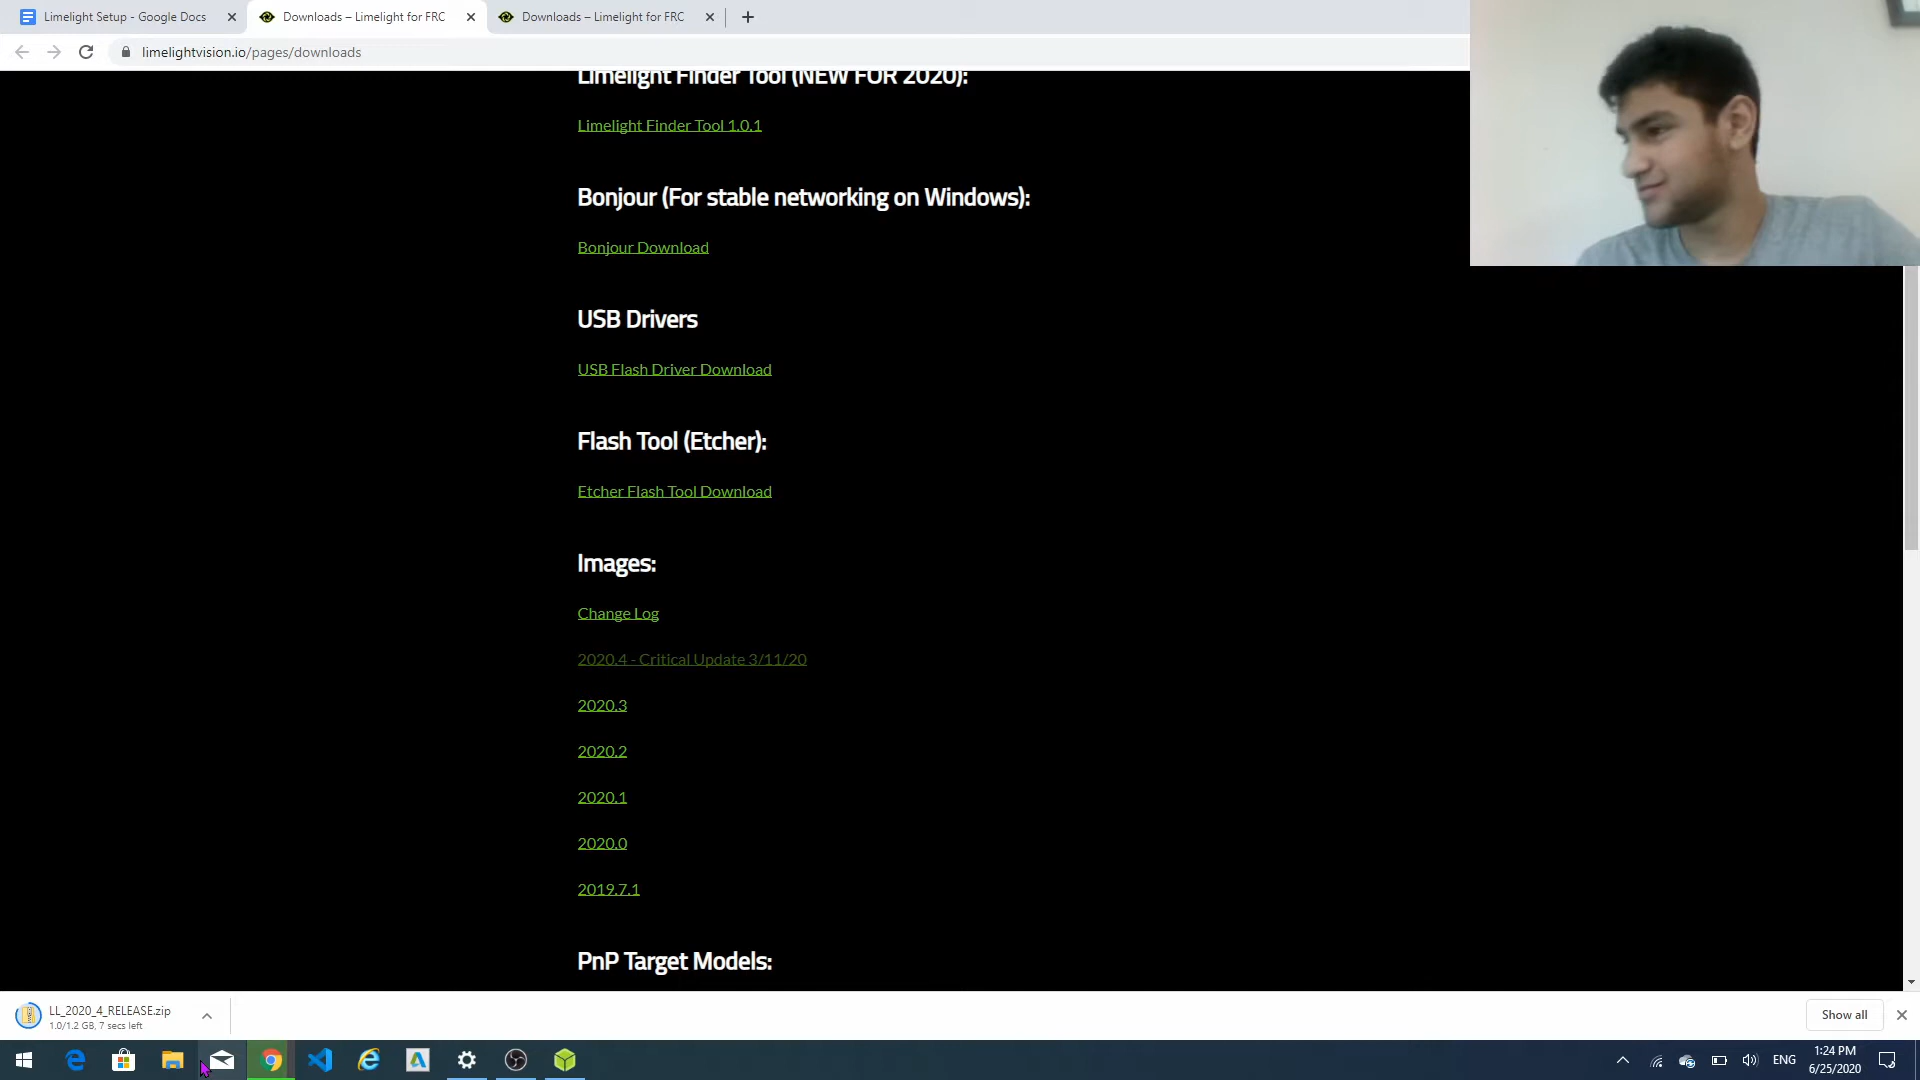 Limelight Setup - Google Docs
Downloads – Limelight for FRC
Downloads – Limelight for FRC
limelightvision.io/pages/downloads
Limelight Finder Tool (NEW FOR 2020):
Limelight Finder Tool 1.0.1
Bonjour (For stable networking on Windows):
Bonjour Download
USB Drivers
USB Flash Driver Download
Flash Tool (Etcher):
Etcher Flash Tool Download
Images:
Change Log
2020.4 - Critical Update 3/11/20
2020.3
2020.2
2020.1
2020.0
2019.7.1
PnP Target Models:
LL_2020_4_RELEASE.zip
1.0/1.2 GB, 7 secs left
Show all
ENG
1:24 PM
6/25/2020